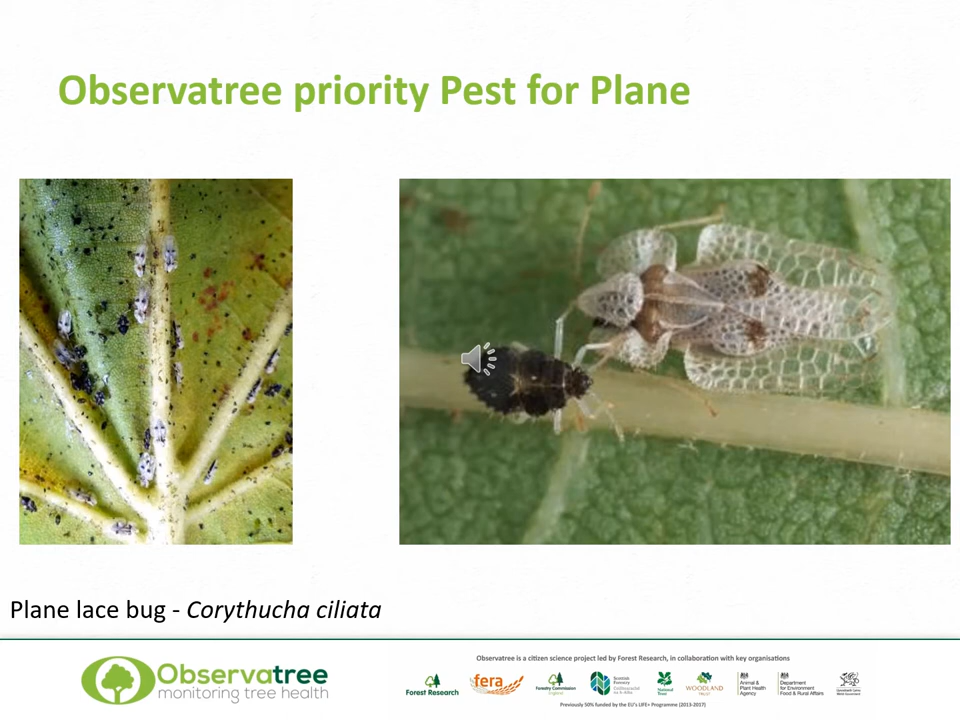 Observatree priority Pest for Plane
Plane lace bug - Corythucha ciliata
Observatree is a citizen science project led by Forest Research, in collaboration with key organisations
Observatree
monitoring tree health
Forest Research
fera
Forestry Commission
England
Scottish
Forestry
National
Trust
WOODLAND
TRUST
Animal &
Plant Health
Agency
Department
for Environment
Food & Rural Affairs
Previously 50% funded by the EU's LIFE+ Programme (2013-2017)